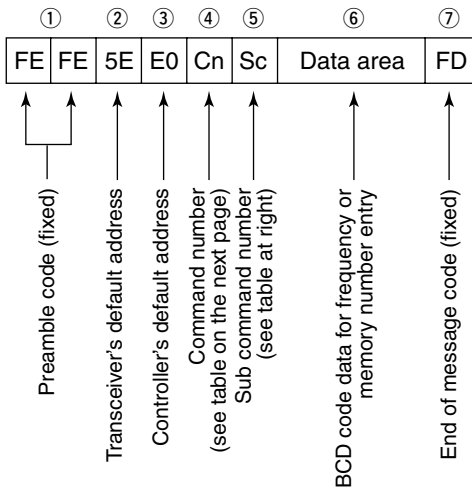 ① ② ③ ④ ⑤ ⑥ ⑦
FE FE 5E E0 Cn Sc Data area FD
Preamble code (fixed)
Transceiver's default address
Controller's default address
Command number
(see table on the next page)
Sub command number
(see table at right)
BCD code data for frequency or
memory number entry
End of message code (fixed)